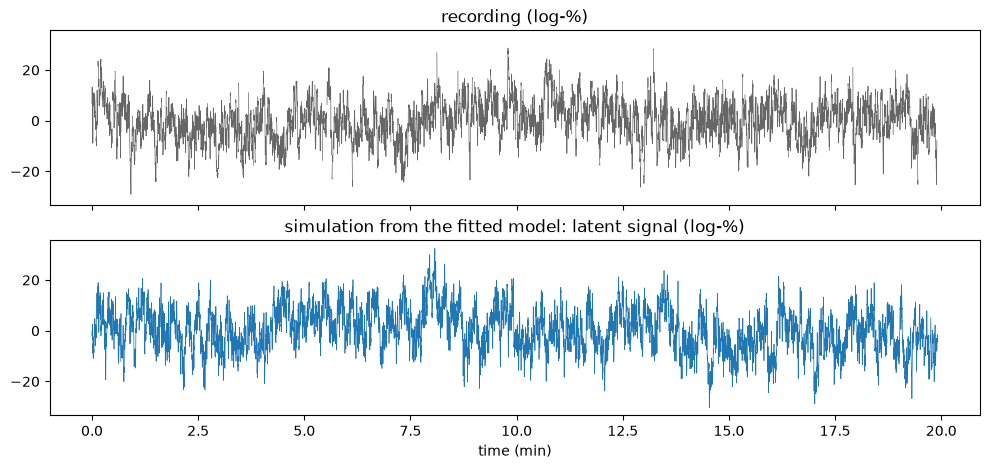 recording (log-%)
20
0
−20
simulation from the fitted model: latent signal (log-%)
20
0
−20
0.0 2.5 5.0 7.5 10.0 12.5 15.0 17.5 20.0
time (min)